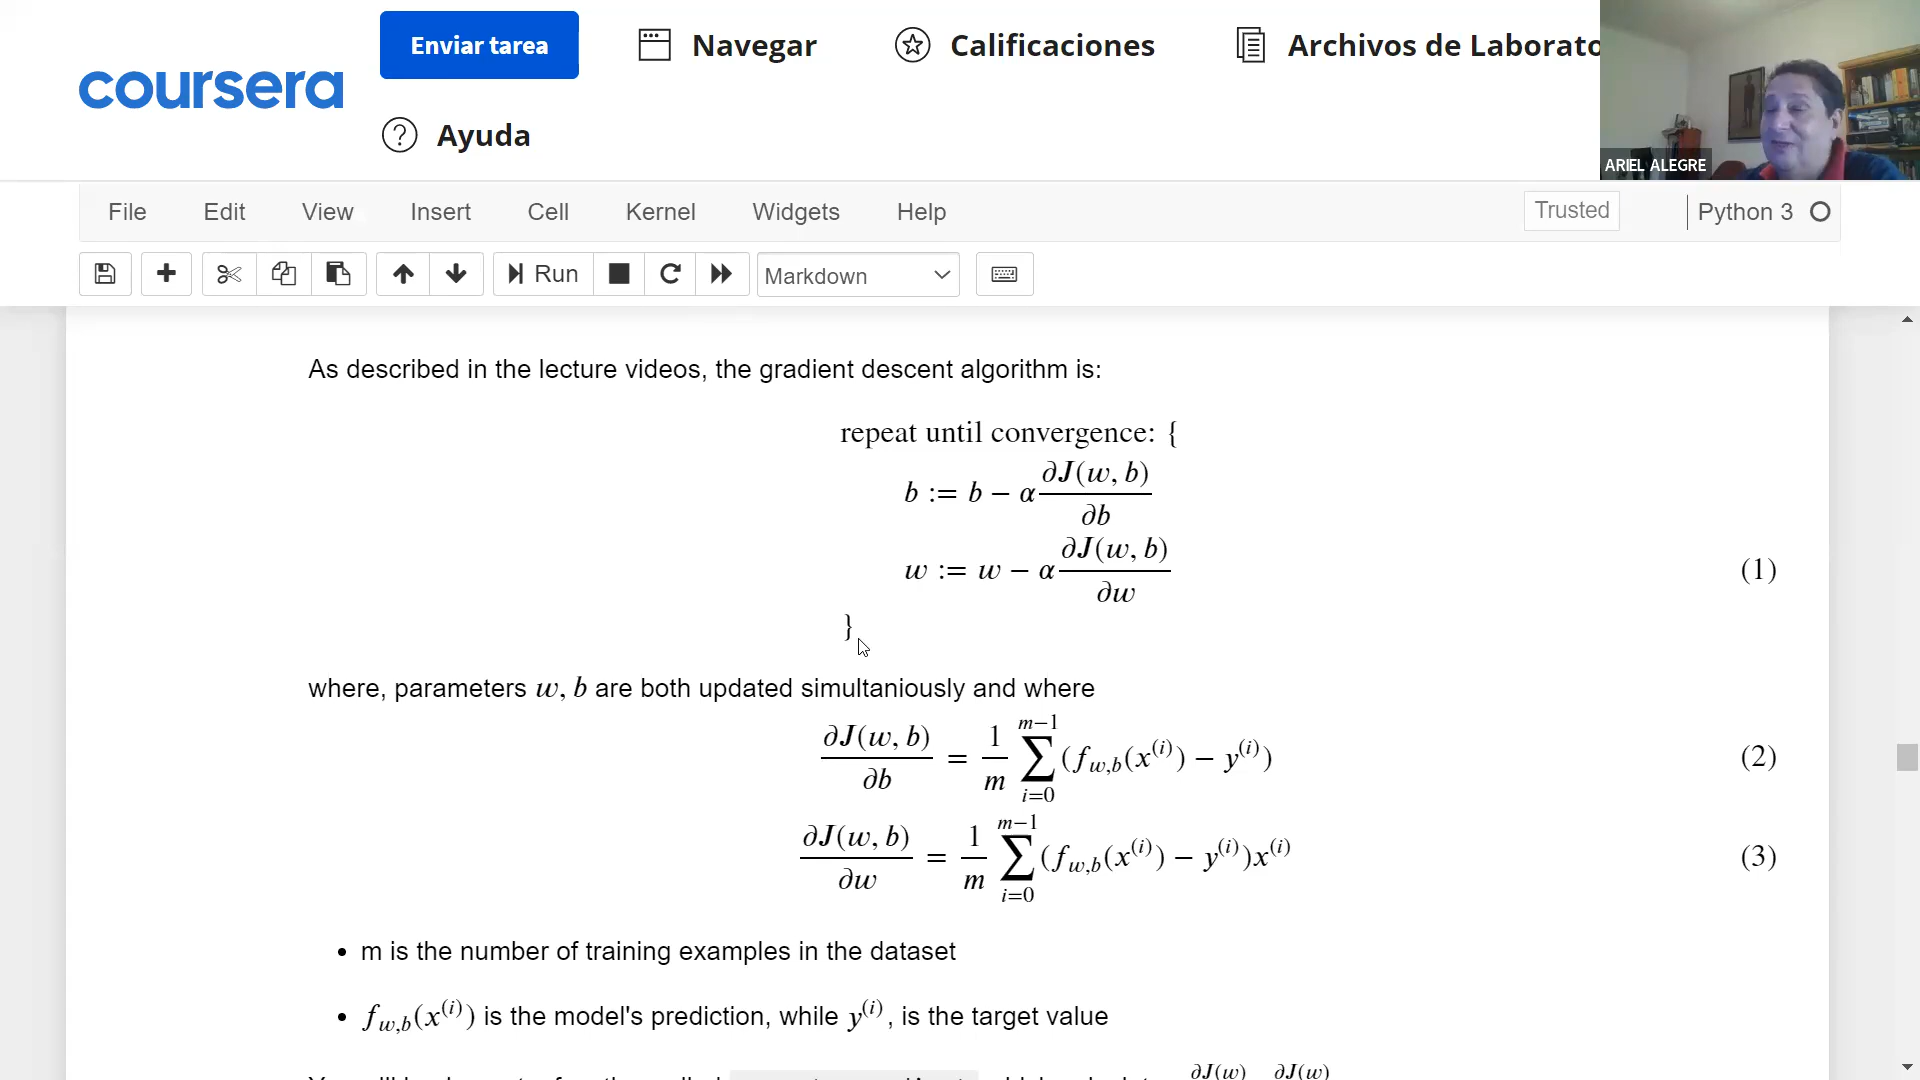 Enviar tarea
Navegar
Calificaciones
Archivos de Laborato
coursera
Ayuda
ARIEL ALEGRE
File Edit View Insert Cell Kernel Widgets Help
Trusted
Python 3
Run
Markdown
As described in the lecture videos, the gradient descent algorithm is:
repeat until convergence: {
b := b − α ∂J(w, b) / ∂b
w := w − α ∂J(w, b) / ∂w (1)
}
where, parameters w, b are both updated simultaniously and where
∂J(w, b) / ∂b = 1/m ∑_{i=0}^{m−1} (f_{w,b}(x^{(i)}) − y^{(i)}) (2)
∂J(w, b) / ∂w = 1/m ∑_{i=0}^{m−1} (f_{w,b}(x^{(i)}) − y^{(i)})x^{(i)} (3)
• m is the number of training examples in the dataset
• f_{w,b}(x^{(i)}) is the model's prediction, while y^{(i)}, is the target value
∂J(w) ∂J(w)